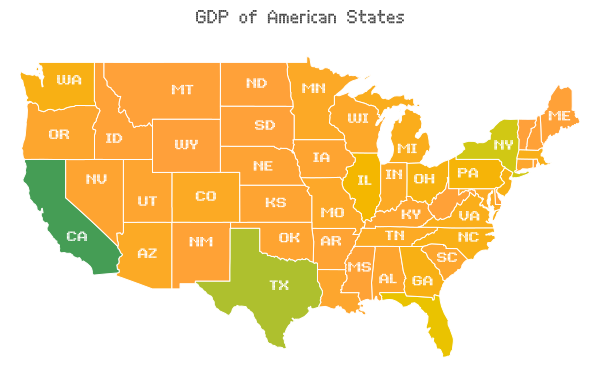 GDP of American States
WA
MT
ND
MN
ME
OR
ID
SD
WI
MI
NY
WY
NE
IA
NV
UT
CO
KS
IL
IN
OH
PA
MO
KY
VA
CA
AZ
NM
OK
AR
TN
NC
TX
MS
AL
GA
SC